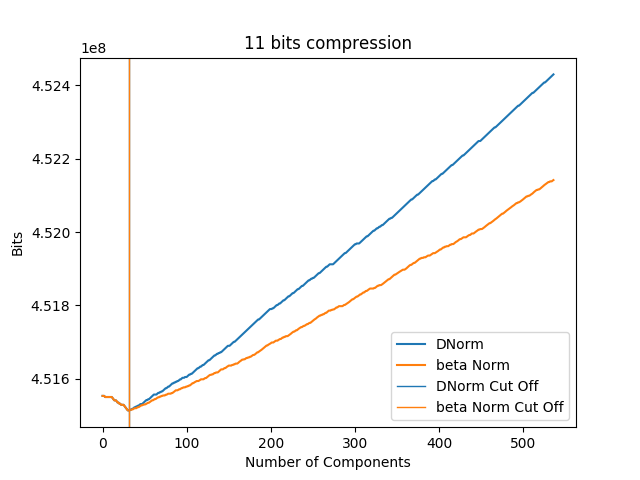 11 bits compression
1e8
4.524
4.522
4.520
4.518
4.516
Bits
0 100 200 300 400 500
Number of Components
DNorm
beta Norm
DNorm Cut Off
beta Norm Cut Off